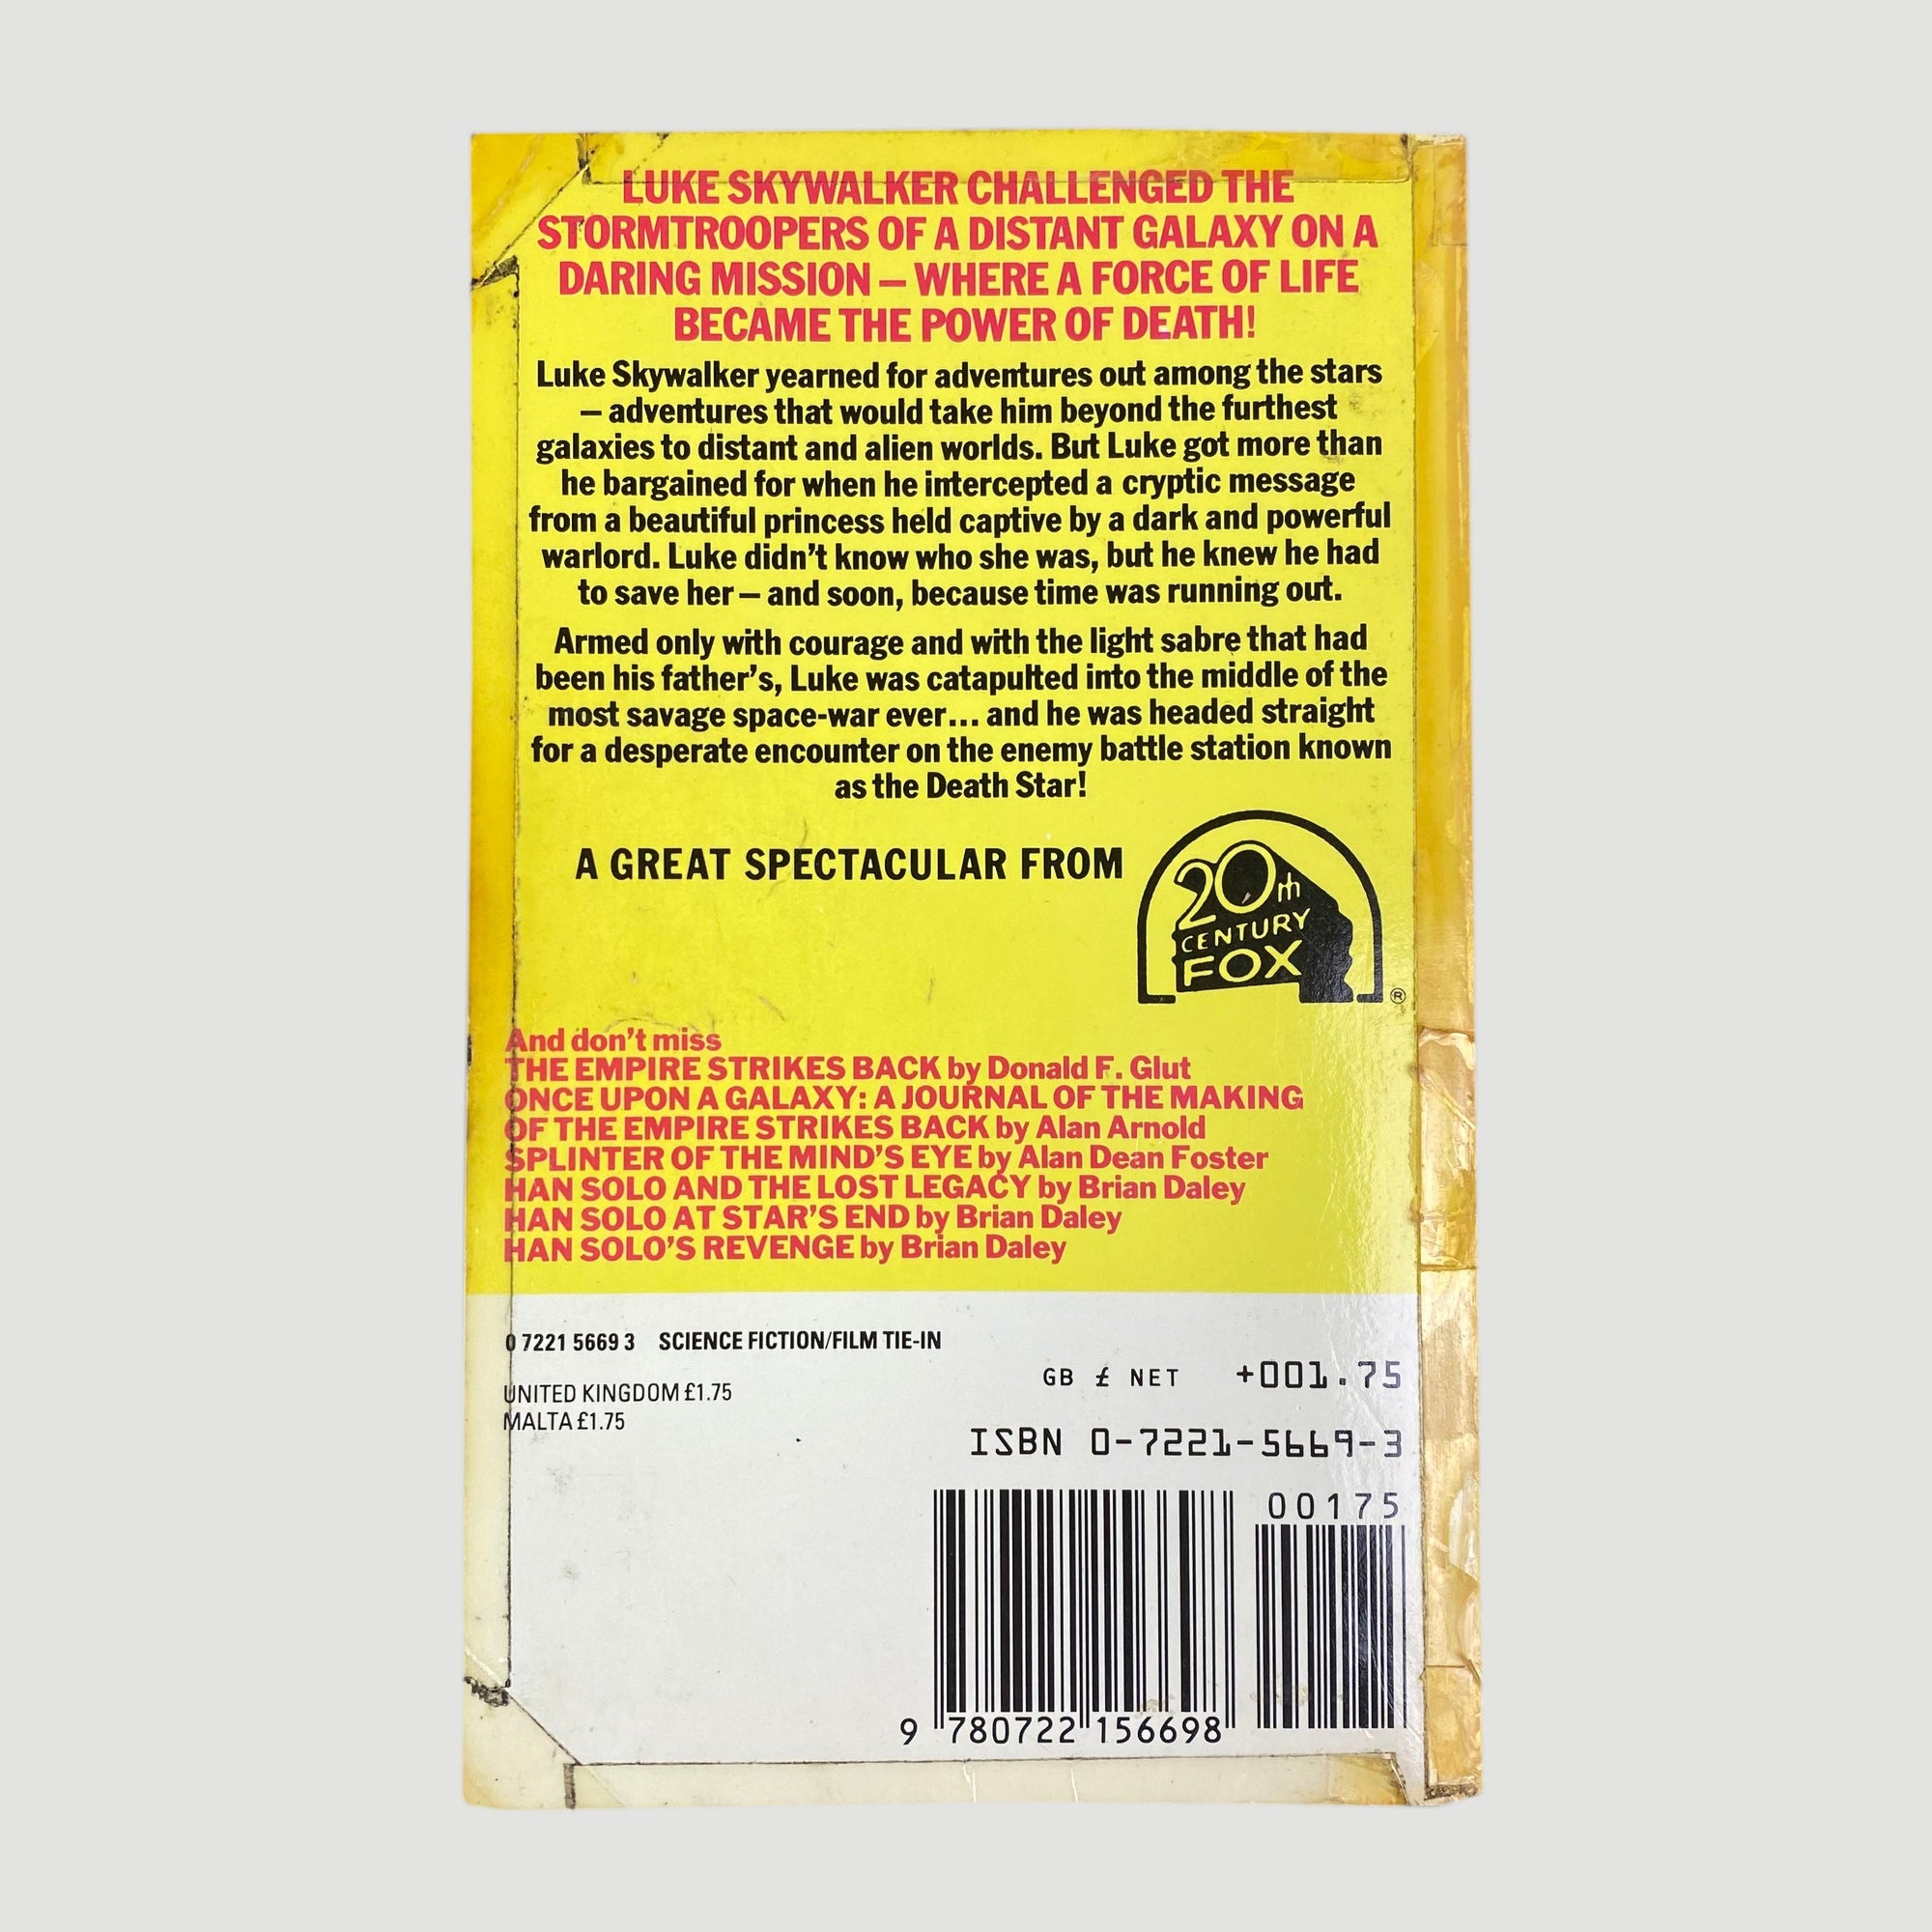 LUKE SKYWALKER CHALLENGED THE
STORMTROOPERS OF A DISTANT GALAXY ON A
DARING MISSION – WHERE A FORCE OF LIFE
BECAME THE POWER OF DEATH!
Luke Skywalker yearned for adventures out among the stars
– adventures that would take him beyond the furthest
galaxies to distant and alien worlds. But Luke got more than
he bargained for when he intercepted a cryptic message
from a beautiful princess held captive by a dark and powerful
warlord. Luke didn't know who she was, but he knew he had
to save her – and soon, because time was running out.
Armed only with courage and with the light sabre that had
been his father's, Luke was catapulted into the middle of the
most savage space-war ever... and he was headed straight
for a desperate encounter on the enemy battle station known
as the Death Star!
A GREAT SPECTACULAR FROM
20th
CENTURY
FOX
®
And don't miss
THE EMPIRE STRIKES BACK by Donald F. Glut
ONCE UPON A GALAXY: A JOURNAL OF THE MAKING
OF THE EMPIRE STRIKES BACK by Alan Arnold
SPLINTER OF THE MIND'S EYE by Alan Dean Foster
HAN SOLO AND THE LOST LEGACY by Brian Daley
HAN SOLO AT STAR'S END by Brian Daley
HAN SOLO'S REVENGE by Brian Daley
0 7221 5669 3 SCIENCE FICTION/FILM TIE-IN
UNITED KINGDOM £1.75
MALTA £1.75
GB £ NET +001.75
ISBN 0-7221-5669-3
00175
9 780722 156698